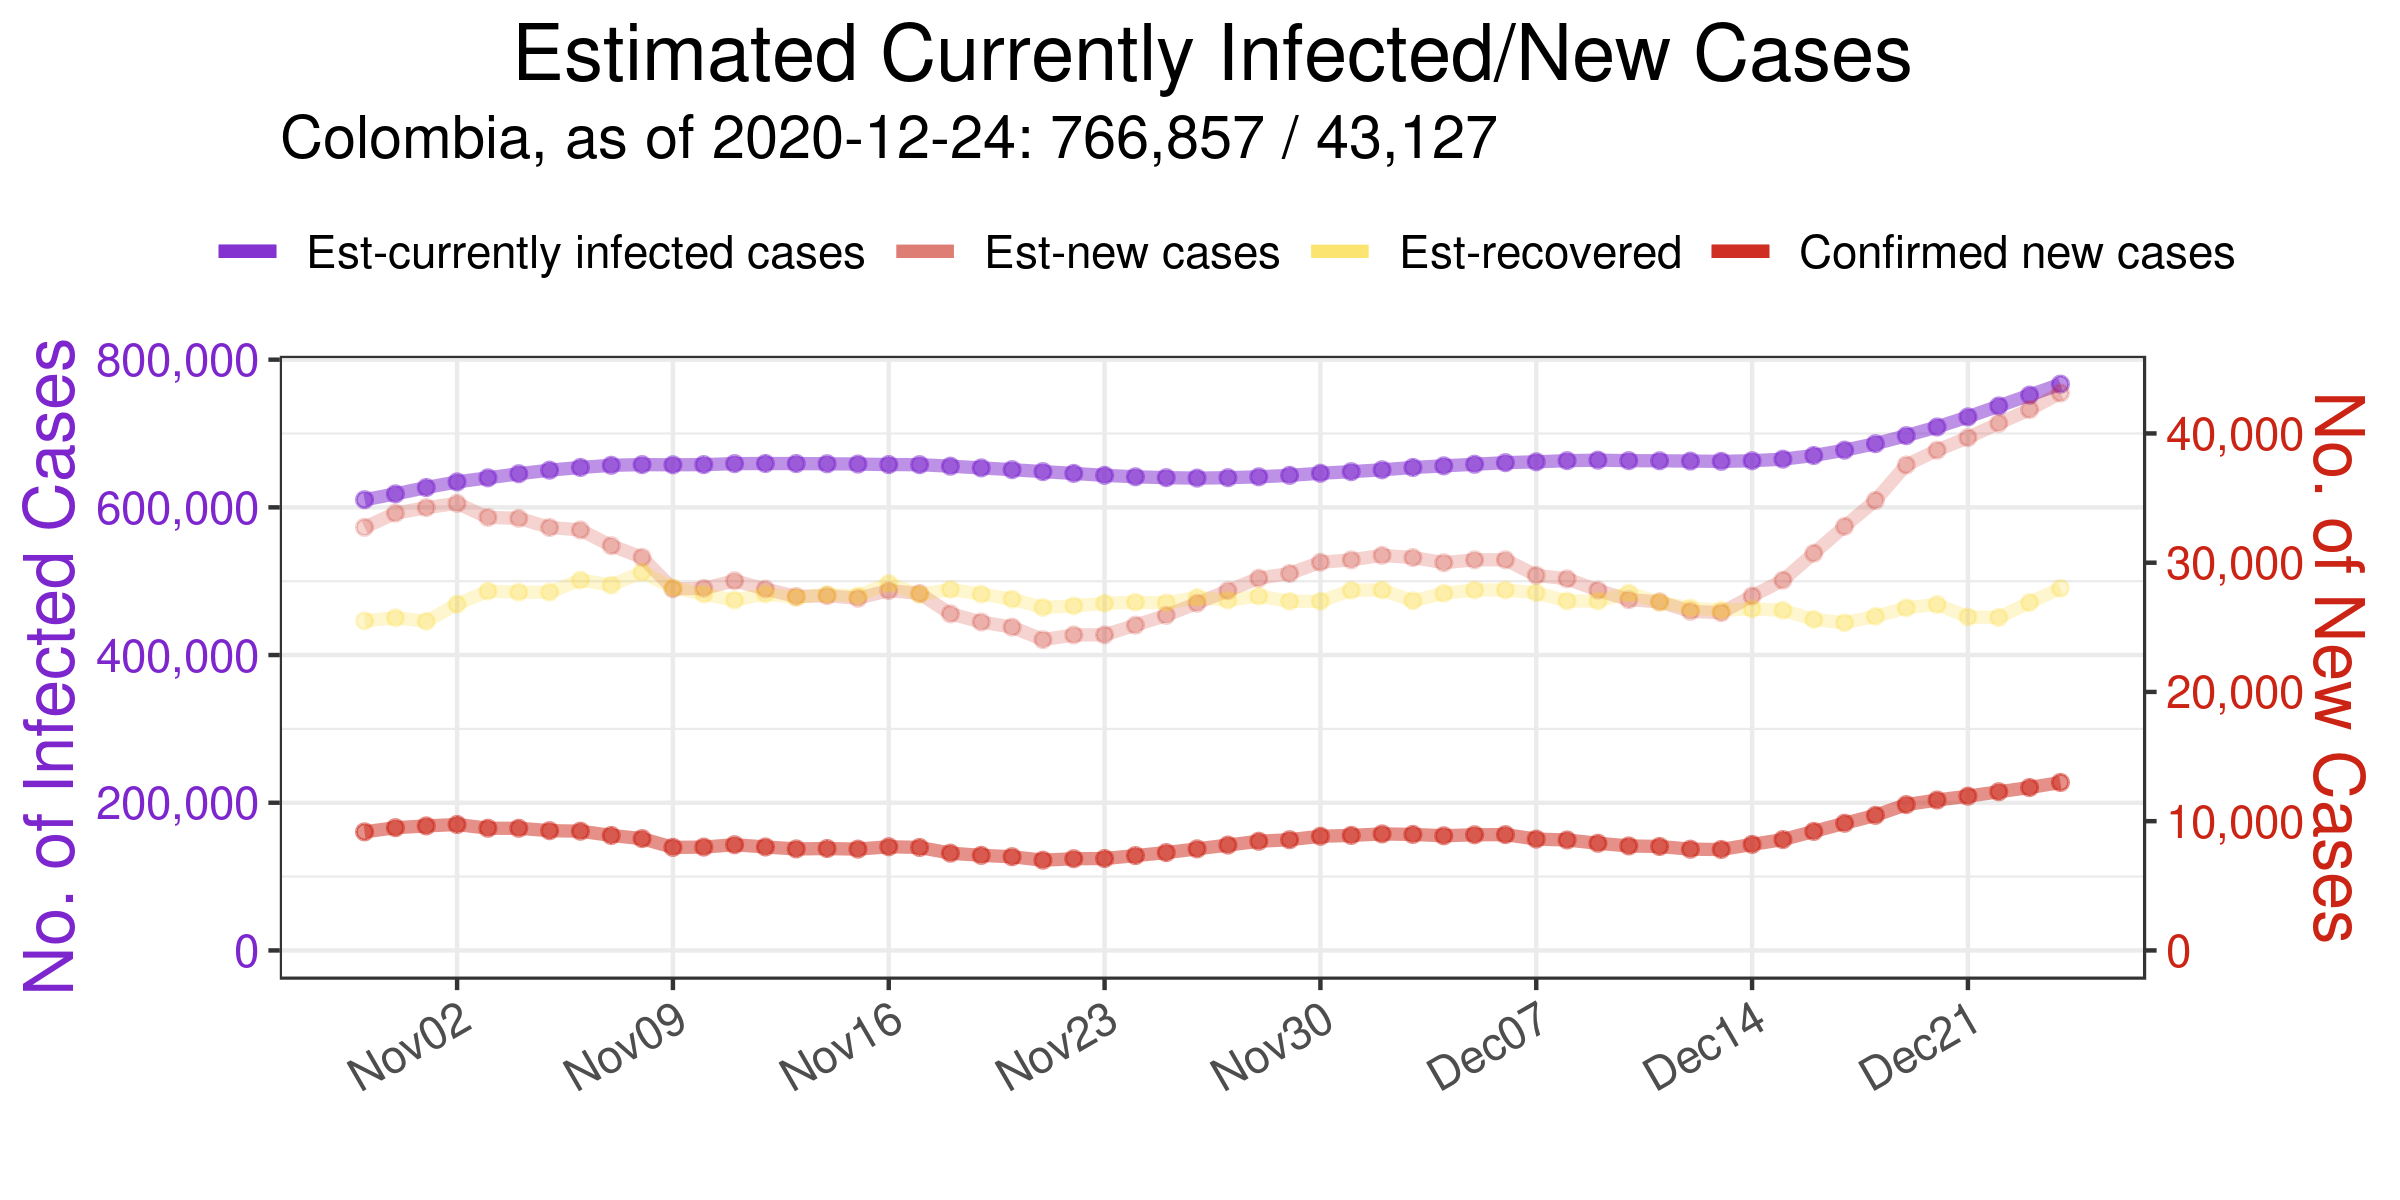 Estimated Currently Infected/New Cases
Colombia, as of 2020-12-24: 766,857 / 43,127
Est-currently infected cases Est-new cases Est-recovered Confirmed new cases
No. of Infected Cases
800,000
600,000
400,000
200,000
0
40,000
30,000
20,000
10,000
0
No. of New Cases
Nov02 Nov09 Nov16 Nov23 Nov30 Dec07 Dec14 Dec21